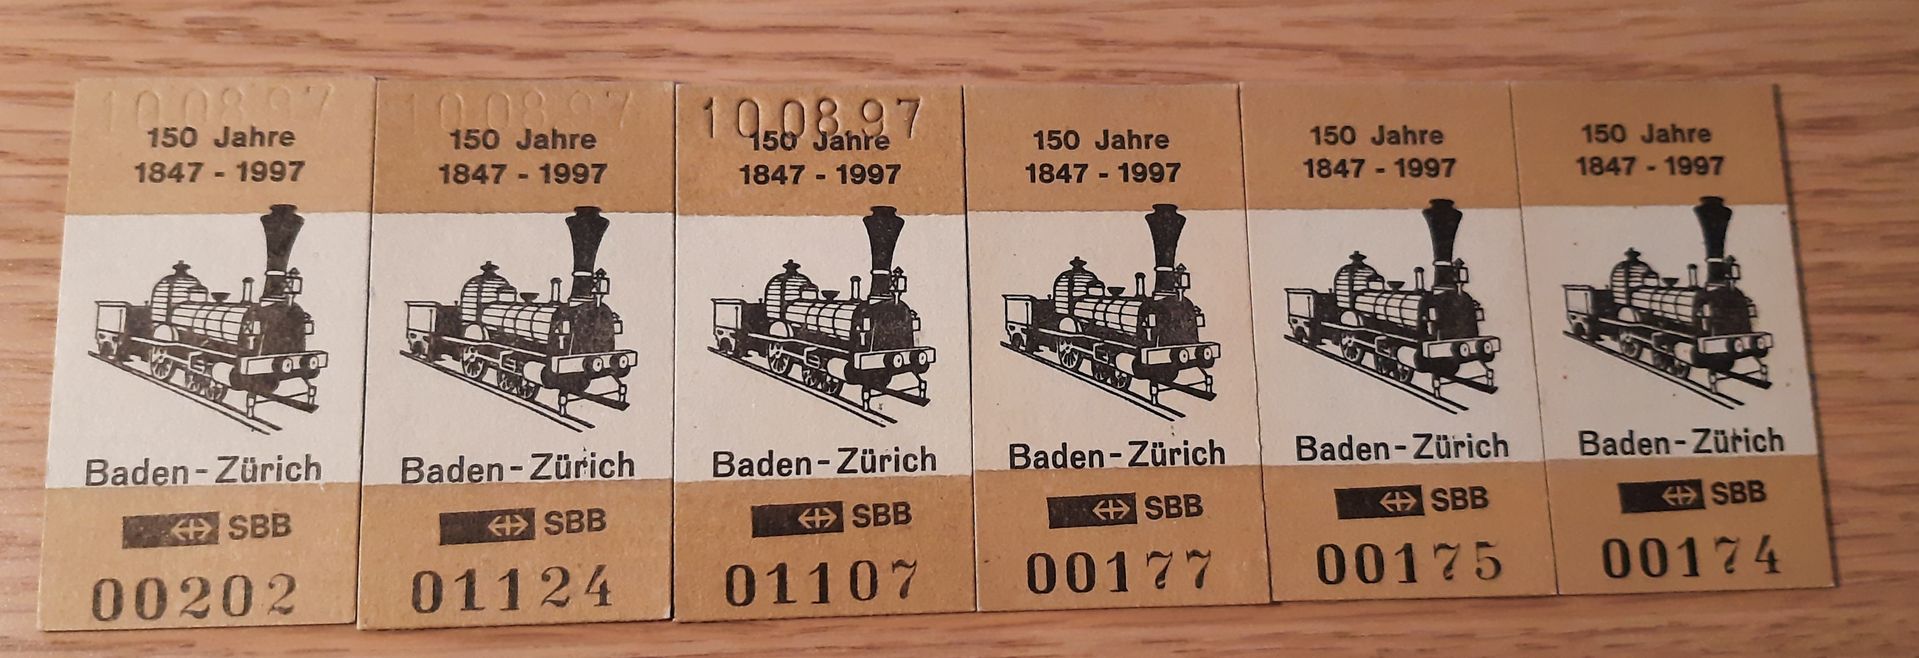 10.08.97
150 Jahre
1847 - 1997
Baden - Zürich
SBB
00202
10.08.97
150 Jahre
1847 - 1997
Baden - Zürich
SBB
01124
10.08.97
150 Jahre
1847 - 1997
Baden - Zürich
SBB
01107
150 Jahre
1847 - 1997
Baden - Zürich
SBB
00177
150 Jahre
1847 - 1997
Baden - Zürich
SBB
00175
150 Jahre
1847 - 1997
Baden - Zürich
SBB
00174